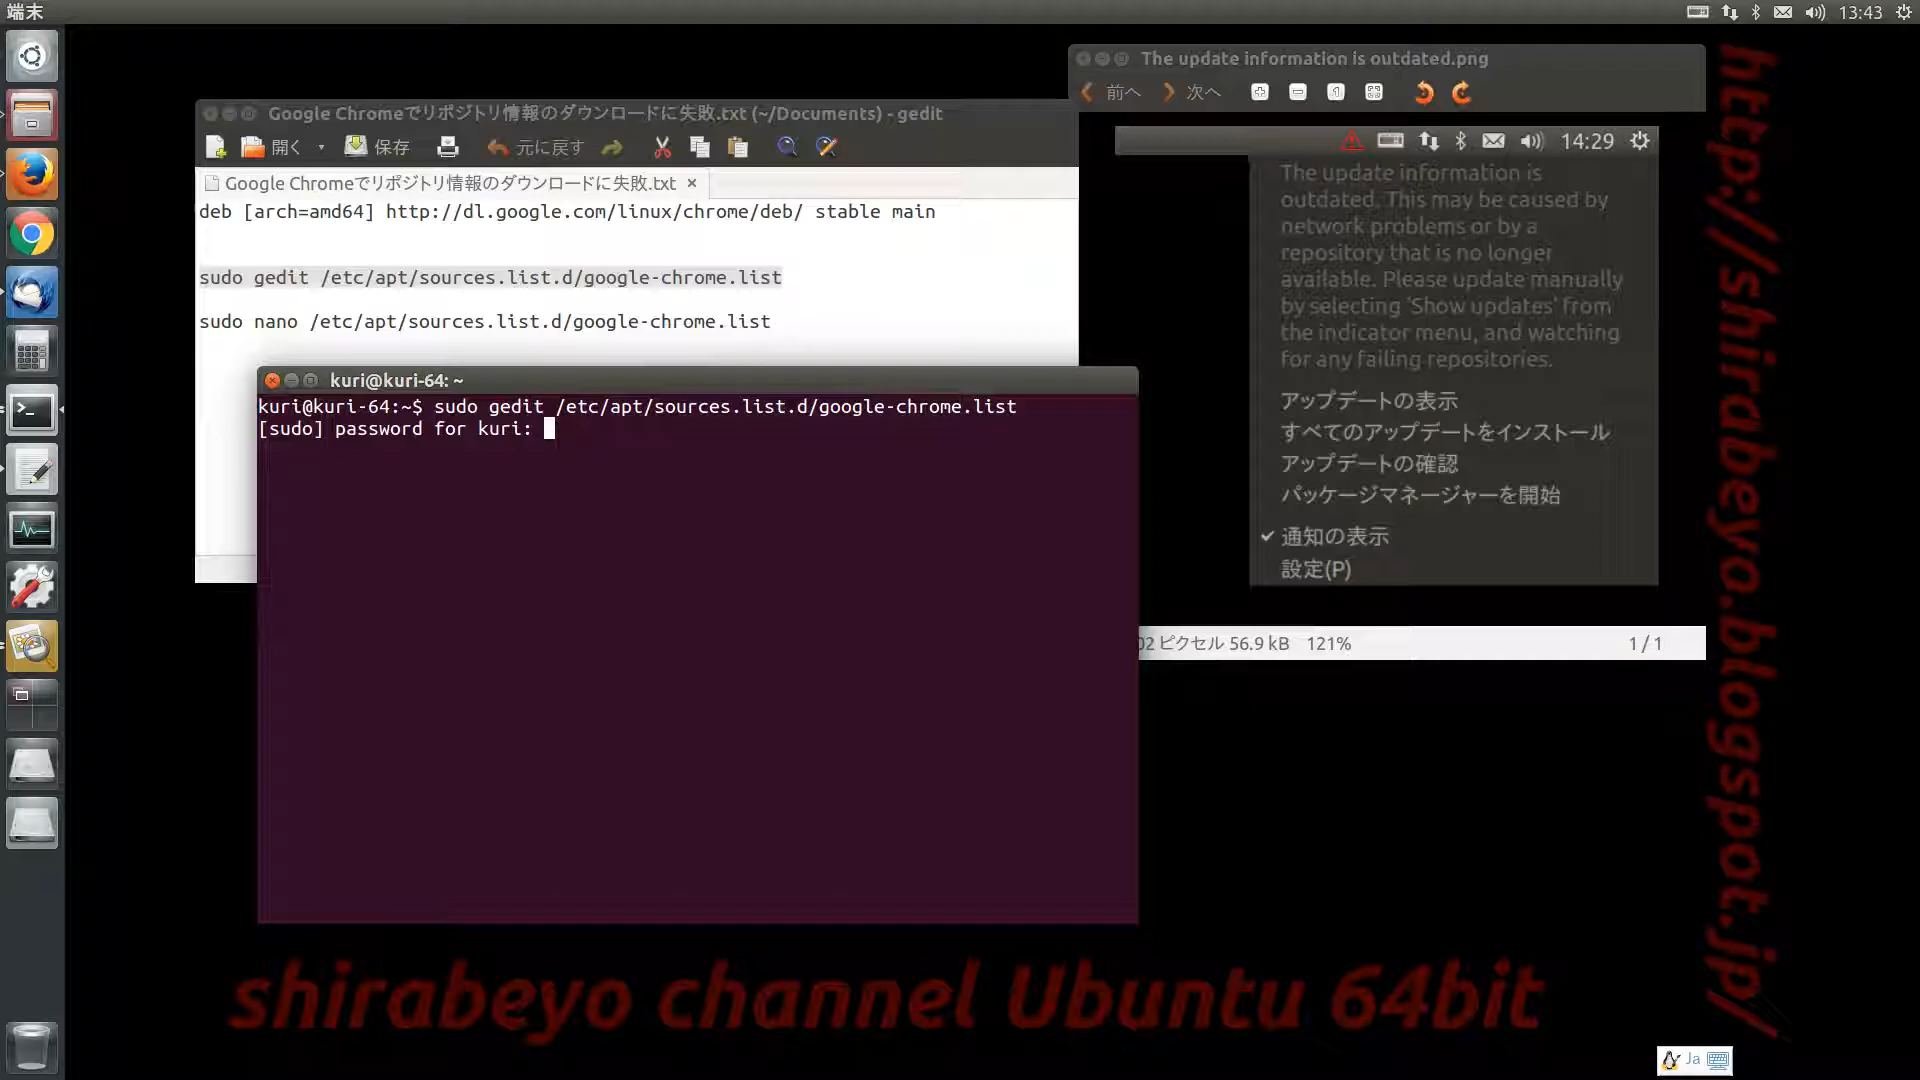 端末
13:43
The update information is outdated.png
前へ
次へ
Google Chromeでリポジトリ情報のダウンロードに失敗.txt (~/Documents) - gedit
開く
保存
元に戻す
Google Chromeでリポジトリ情報のダウンロードに失敗.txt ×
deb [arch=amd64] http://dl.google.com/linux/chrome/deb/ stable main
sudo gedit /etc/apt/sources.list.d/google-chrome.list
sudo nano /etc/apt/sources.list.d/google-chrome.list
14:29
The update information is
outdated. This may be caused by
network problems or by a
repository that is no longer
available. Please update manually
by selecting 'Show updates' from
the indicator menu, and watching
for any failing repositories.
アップデートの表示
すべてのアップデートをインストール
アップデートの確認
パッケージマネージャーを開始
通知の表示
設定(P)
02 ピクセル 56.9 kB 121%
1 / 1
kuri@kuri-64: ~
kuri@kuri-64:~$ sudo gedit /etc/apt/sources.list.d/google-chrome.list
[sudo] password for kuri:
http://shirabeyo.blogspot.jp/
shirabeyo channel Ubuntu 64bit
Ja